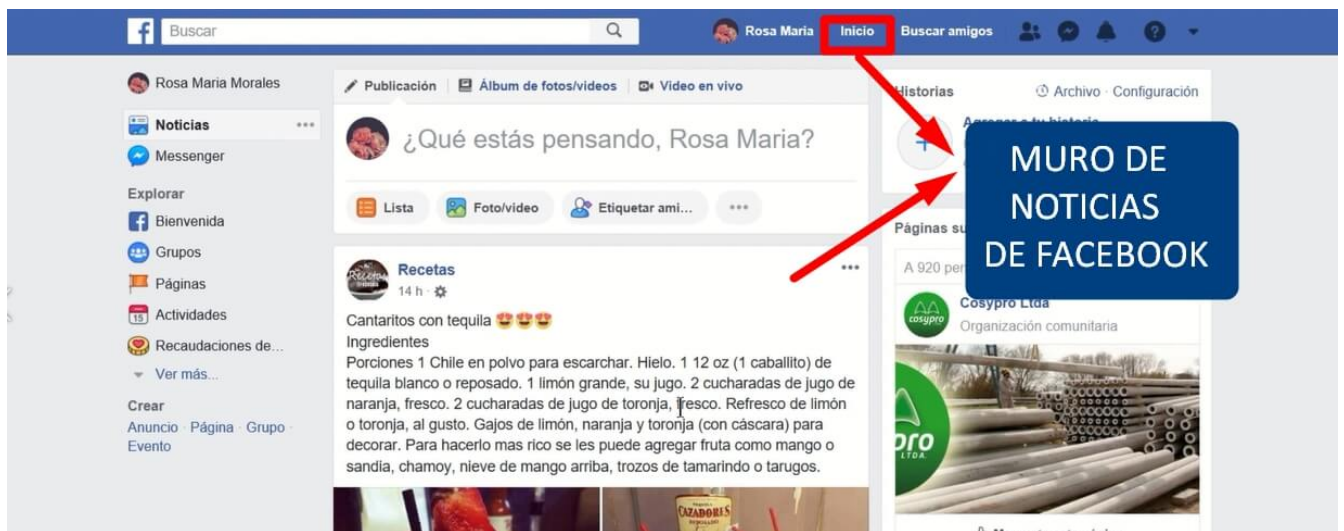 Buscar
Rosa Maria
Inicio
Buscar amigos
Rosa Maria Morales
Noticias
Messenger
Explorar
Bienvenida
Grupos
Páginas
15
Actividades
Recaudaciones de...
Ver más...
Crear
Anuncio · Página · Grupo ·
Evento
Publicación
Álbum de fotos/videos
Video en vivo
¿Qué estás pensando, Rosa Maria?
Lista
Foto/video
Etiquetar ami...
Recetas
14 h ·
Cantaritos con tequila 😍😍😍
Ingredientes
Porciones 1 Chile en polvo para escarchar. Hielo. 1 12 oz (1 caballito) de
tequila blanco o reposado. 1 limón grande, su jugo. 2 cucharadas de jugo de
naranja, fresco. 2 cucharadas de jugo de toronja, fresco. Refresco de limón
o toronja, al gusto. Gajos de limón, naranja y toronja (con cáscara) para
decorar. Para hacerlo mas rico se les puede agregar fruta como mango o
sandia, chamoy, nieve de mango arriba, trozos de tamarindo o tarugos.
CAZADORES
Historias
Archivo · Configuración
MURO DE
NOTICIAS
DE FACEBOOK
Páginas
A 920
Cosypro Ltda
cosypro
Organización comunitaria
pro
LTDA.